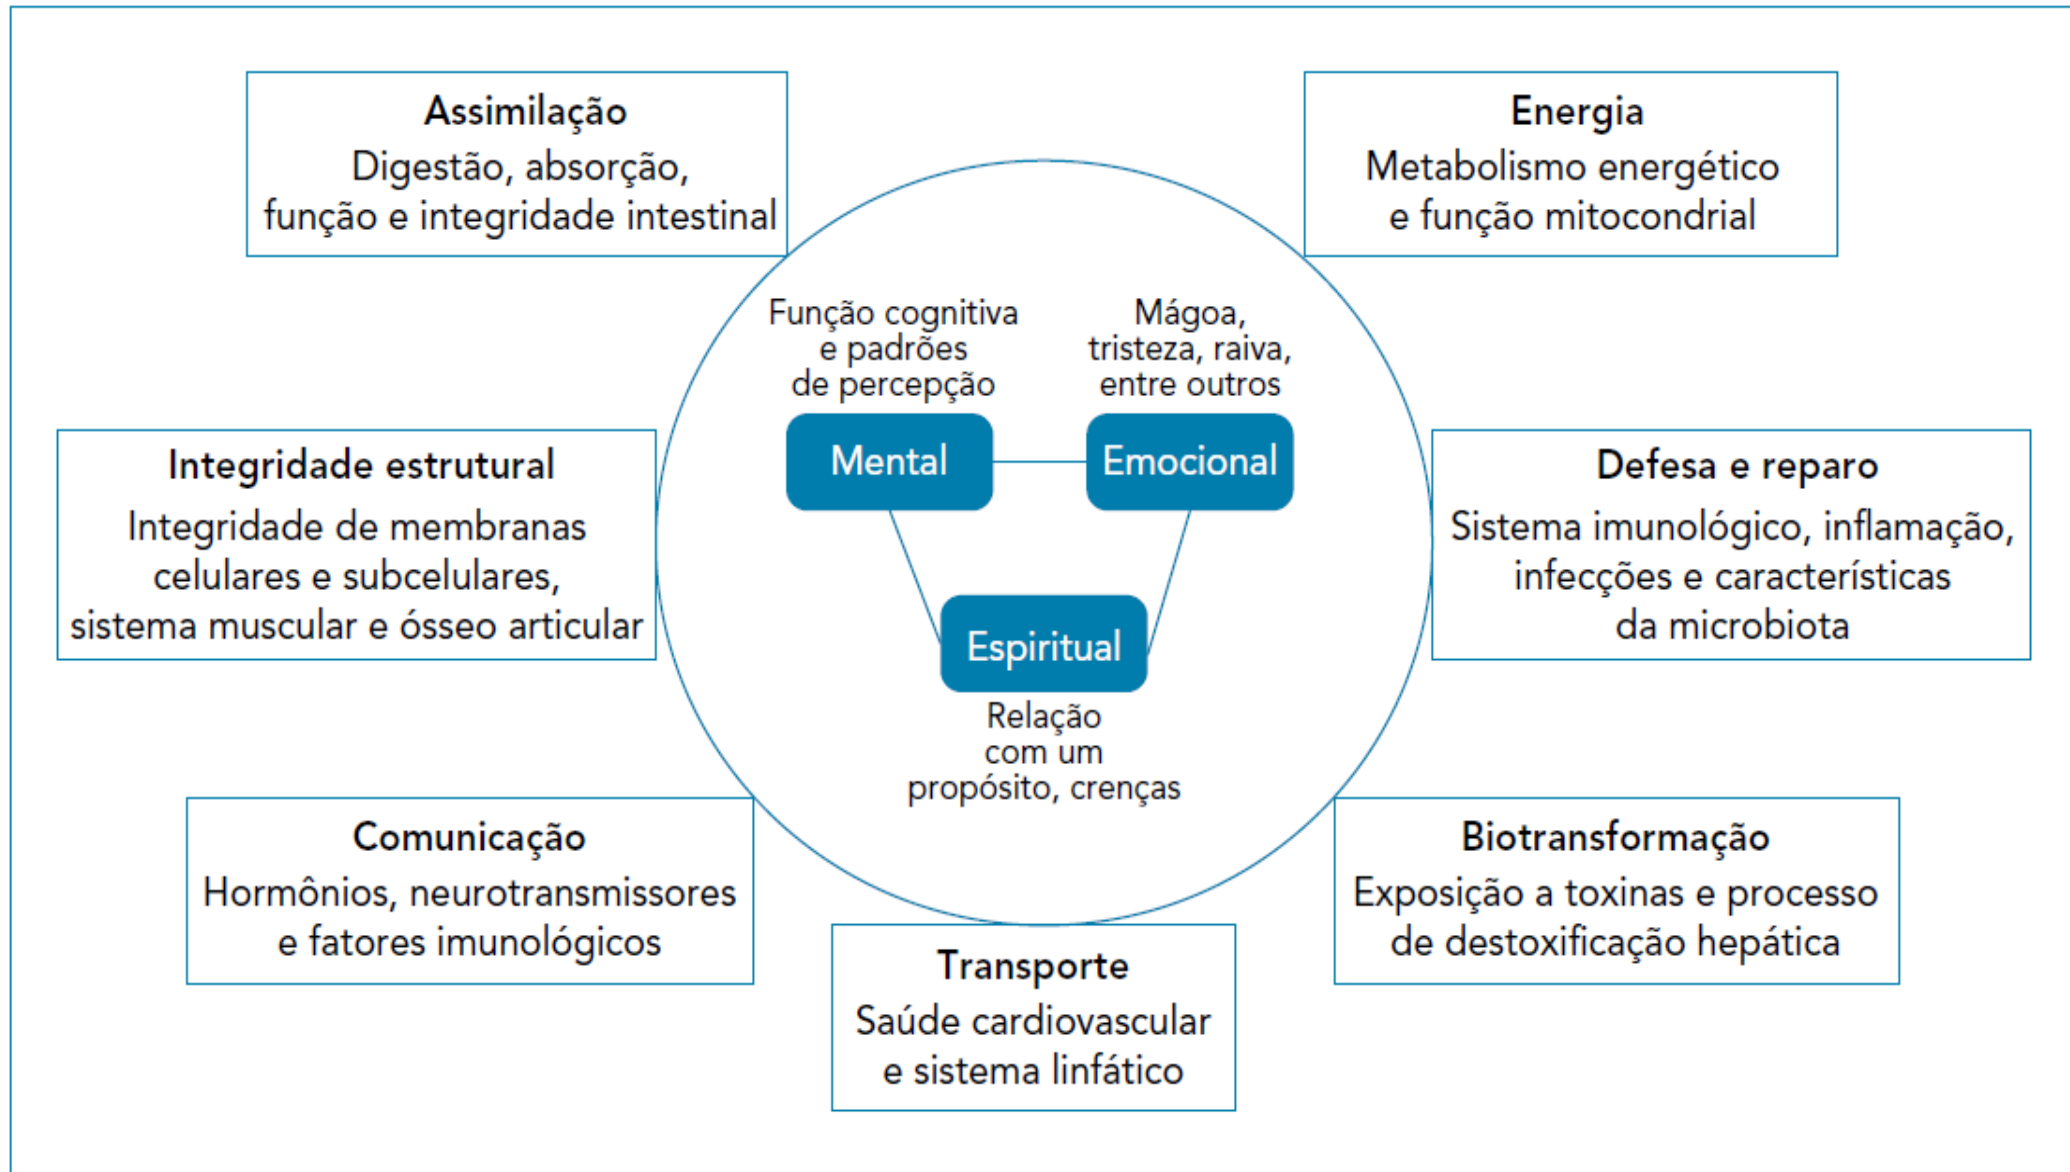 Assimilação
Digestão, absorção,
função e integridade intestinal
Energia
Metabolismo energético
e função mitocondrial
Função cognitiva
e padrões
de percepção
Mental
Mágoa,
tristeza, raiva,
entre outros
Emocional
Espiritual
Relação
com um
propósito, crenças
Integridade estrutural
Integridade de membranas
celulares e subcelulares,
sistema muscular e ósseo articular
Defesa e reparo
Sistema imunológico, inflamação,
infecções e características
da microbiota
Comunicação
Hormônios, neurotransmissores
e fatores imunológicos
Biotransformação
Exposição a toxinas e processo
de destoxificação hepática
Transporte
Saúde cardiovascular
e sistema linfático